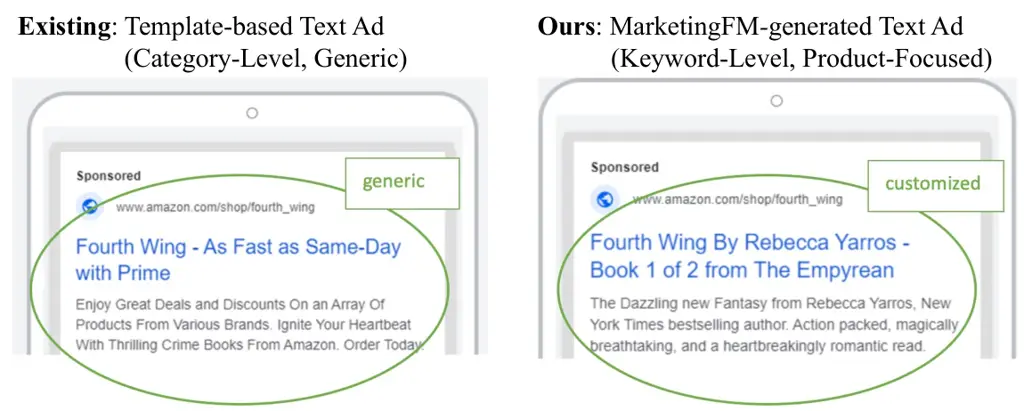 Existing: Template-based Text Ad
(Category-Level, Generic)
Sponsored
generic
www.amazon.com/shop/fourth_wing
Fourth Wing - As Fast as Same-Day
with Prime
Enjoy Great Deals and Discounts On an Array Of
Products From Various Brands. Ignite Your Heartbeat
With Thrilling Crime Books From Amazon. Order Today.
Ours: MarketingFM-generated Text Ad
(Keyword-Level, Product-Focused)
Sponsored
customized
www.amazon.com/shop/fourth_wing
Fourth Wing By Rebecca Yarros -
Book 1 of 2 from The Empyrean
The Dazzling new Fantasy from Rebecca Yarros, New
York Times bestselling author. Action packed, magically
breathtaking, and a heartbreakingly romantic read.